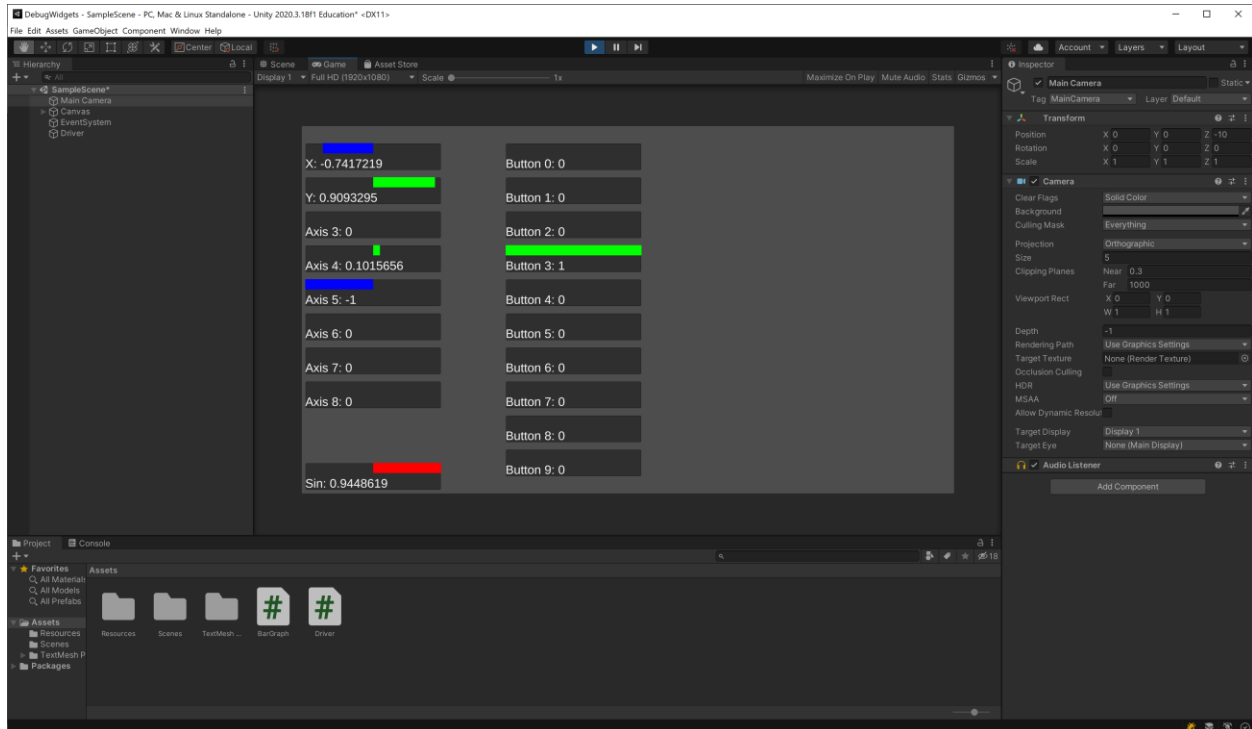 DebugWidgets - SampleScene - PC, Mac & Linux Standalone - Unity 2020.3.18f1 Education* <DX11>
File Edit Assets GameObject Component Window Help
Center Local Account Layers Layout
Hierarchy
Scene Game Asset Store
Inspector
All
Display 1 Full HD (1920x1080) Scale 1x Maximize On Play Mute Audio Stats Gizmos
SampleScene*
Main Camera
Canvas
EventSystem
Driver
Main Camera Static
Tag MainCamera Layer Default
Transform
Position X 0 Y 0 Z -10
Rotation X 0 Y 0 Z 0
Scale X 1 Y 1 Z 1
Camera
Clear Flags Solid Color
Background
Culling Mask Everything
Projection Orthographic
Size 5
Clipping Planes Near 0.3
Far 1000
Viewport Rect X 0 Y 0
W 1 H 1
Depth -1
Rendering Path Use Graphics Settings
Target Texture None (Render Texture)
Occlusion Culling
HDR Use Graphics Settings
MSAA Off
Allow Dynamic Resolut
Target Display Display 1
Target Eye None (Main Display)
Audio Listener
Add Component
X: -0.7417219
Y: 0.9093295
Axis 3: 0
Axis 4: 0.1015656
Axis 5: -1
Axis 6: 0
Axis 7: 0
Axis 8: 0
Sin: 0.9448619
Button 0: 0
Button 1: 0
Button 2: 0
Button 3: 1
Button 4: 0
Button 5: 0
Button 6: 0
Button 7: 0
Button 8: 0
Button 9: 0
Project Console
18
Favorites
All Materials
All Models
All Prefabs
Assets
Resources
Scenes
TextMesh P
Packages
Assets
Resources Scenes TextMesh ... BarGraph Driver